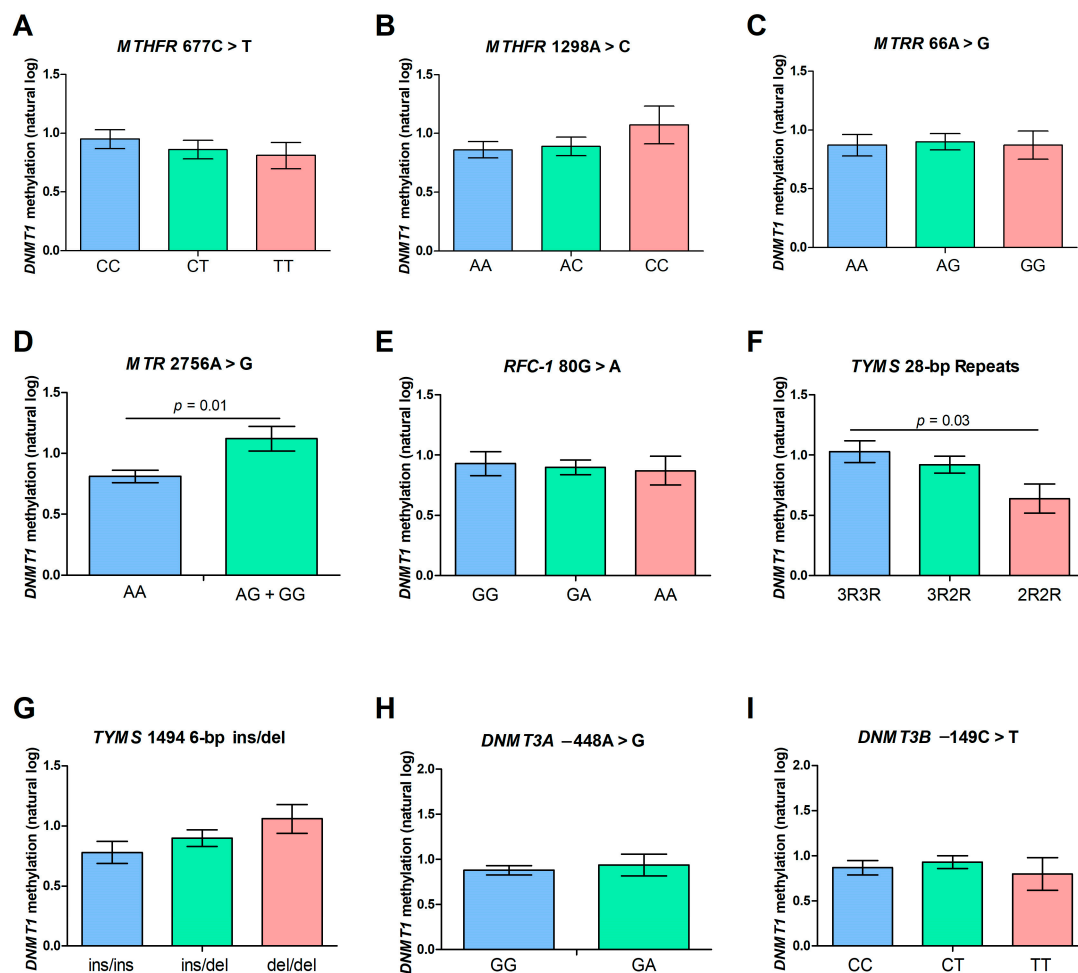 A
MTHFR 677C > T
DNMT1 methylation (natural log)
1.5
1.0
0.5
0.0
CC CT TT
B
MTHFR 1298A > C
DNMT1 methylation (natural log)
1.5
1.0
0.5
0.0
AA AC CC
C
MTRR 66A > G
DNMT1 methylation (natural log)
1.5
1.0
0.5
0.0
AA AG GG
D
MTR 2756A > G
DNMT1 methylation (natural log)
p = 0.01
1.5
1.0
0.5
0.0
AA AG + GG
E
RFC-1 80G > A
DNMT1 methylation (natural log)
1.5
1.0
0.5
0.0
GG GA AA
F
TYMS 28-bp Repeats
DNMT1 methylation (natural log)
p = 0.03
1.5
1.0
0.5
0.0
3R3R 3R2R 2R2R
G
TYMS 1494 6-bp ins/del
DNMT1 methylation (natural log)
1.5
1.0
0.5
0.0
ins/ins ins/del del/del
H
DNMT3A –448A > G
DNMT1 methylation (natural log)
2.0
1.5
1.0
0.5
0.0
GG GA
I
DNMT3B –149C > T
DNMT1 methylation (natural log)
2.0
1.5
1.0
0.5
0.0
CC CT TT